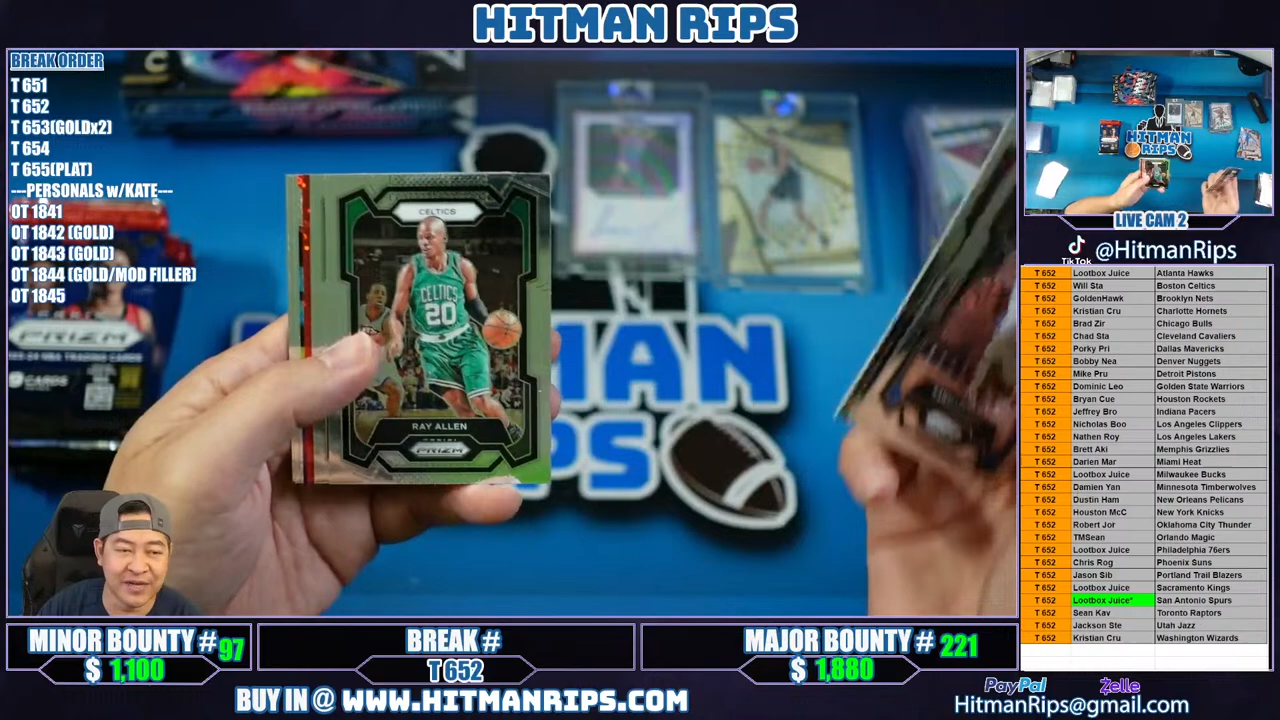 HITMAN RIPS
BREAK ORDER
T 651
T 652
T 653(GOLDx2)
T 654
T 655(PLAT)
---PERSONALS w/KATE---
OT 1841
OT 1842 (GOLD)
OT 1843 (GOLD)
OT 1844 (GOLD/MOD FILLER)
OT 1845
CELTICS
CELTICS
20
RAY ALLEN
PANINI
PRIZM
PRIZM
HITMAN
RIPS
LIVE CAM 2
TikTok @HitmanRips
T 652 Lootbox Juice Atlanta Hawks
T 652 Will Sta Boston Celtics
T 652 GoldenHawk Brooklyn Nets
T 652 Kristian Cru Charlotte Hornets
T 652 Brad Zir Chicago Bulls
T 652 Chad Sta Cleveland Cavaliers
T 652 Porky Pri Dallas Mavericks
T 652 Bobby Nea Denver Nuggets
T 652 Mike Pru Detroit Pistons
T 652 Dominic Leo Golden State Warriors
T 652 Bryan Cue Houston Rockets
T 652 Jeffrey Bro Indiana Pacers
T 652 Nicholas Boo Los Angeles Clippers
T 652 Nathen Roy Los Angeles Lakers
T 652 Brett Aki Memphis Grizzlies
T 652 Darien Mar Miami Heat
T 652 Lootbox Juice Milwaukee Bucks
T 652 Damien Yan Minnesota Timberwolves
T 652 Dustin Ham New Orleans Pelicans
T 652 Houston McC New York Knicks
T 652 Robert Jor Oklahoma City Thunder
T 652 TMSean Orlando Magic
T 652 Lootbox Juice Philadelphia 76ers
T 652 Chris Rog Phoenix Suns
T 652 Jason Sib Portland Trail Blazers
T 652 Lootbox Juice Sacramento Kings
T 652 Lootbox Juice* San Antonio Spurs
T 652 Sean Kav Toronto Raptors
T 652 Jackson Ste Utah Jazz
T 652 Kristian Cru Washington Wizards
MINOR BOUNTY # 97
$ 1,100
BREAK #
T 652
MAJOR BOUNTY # 221
$ 1,880
BUY IN @ WWW.HITMANRIPS.COM
PayPal Zelle
HitmanRips@gmail.com